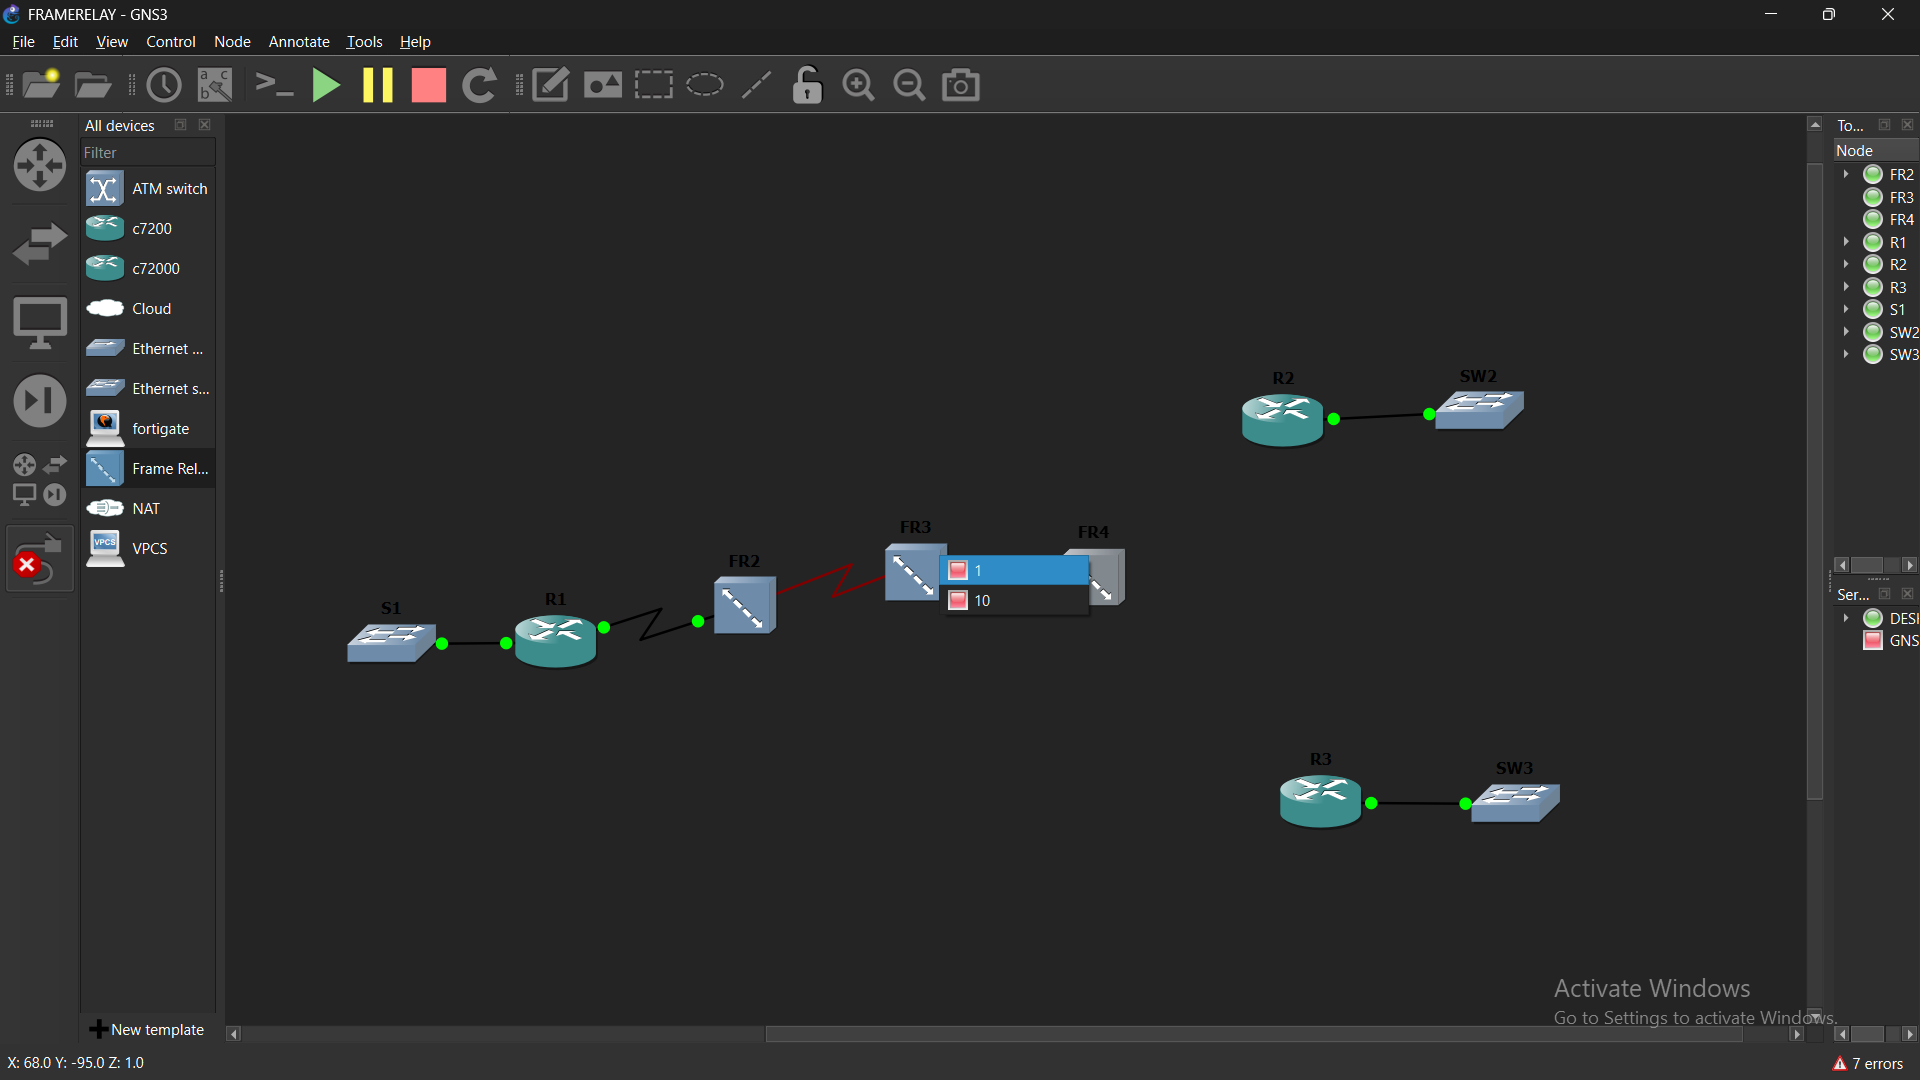 FRAMERELAY - GNS3
File Edit View Control Node Annotate Tools Help
All devices
Filter
ATM switch
c7200
c72000
Cloud
Ethernet ...
Ethernet s...
fortigate
Frame Rel...
NAT
VPCS
New template
S1
R1
FR2
FR3
1
10
FR4
R2
SW2
R3
SW3
To...
Node
FR2
FR3
FR4
R1
R2
R3
S1
SW2
SW3
Ser...
DESI
GNS
Activate Windows
Go to Settings to activate Windows.
X: 68.0 Y: -95.0 Z: 1.0
7 errors